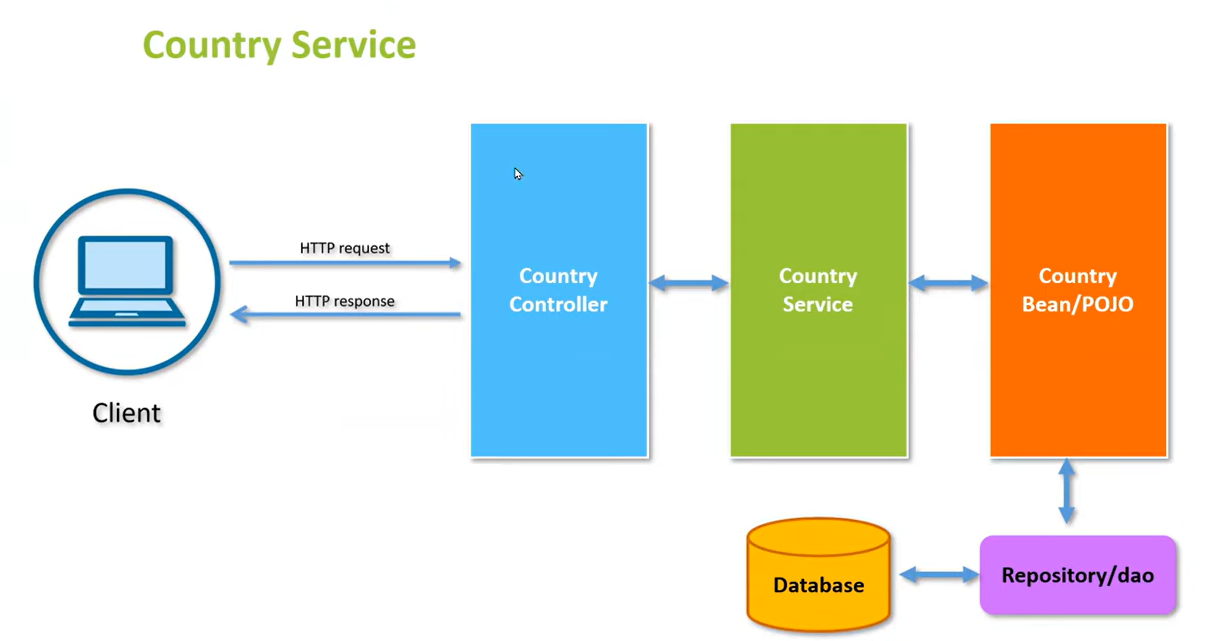 Country Service
HTTP request
HTTP response
Client
Country
Controller
Country
Service
Country
Bean/POJO
Database
Repository/dao